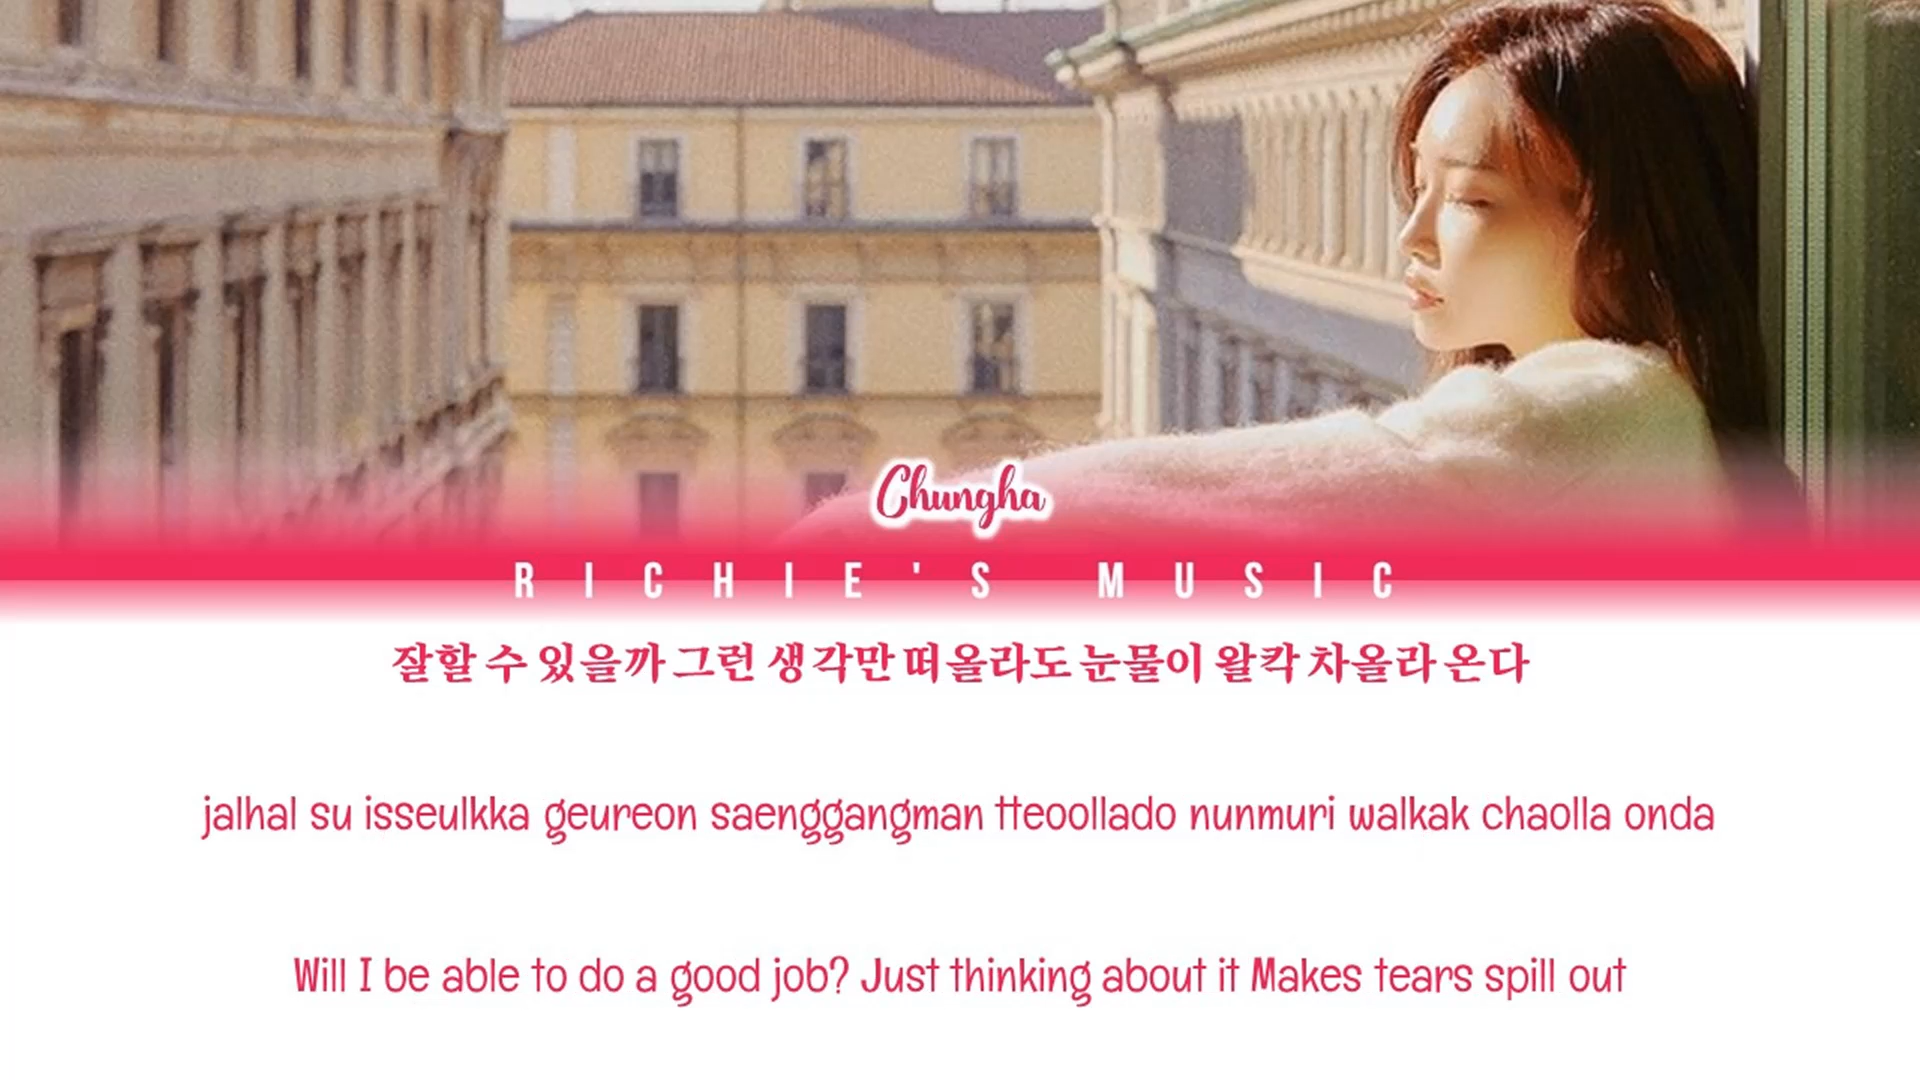 Chungha
RICHIE'S MUSIC
잘할 수 있을까 그런 생각만 떠올라도 눈물이 왈칵 차올라 온다
jalhal su isseulkka geureon saenggangman tteoollado nunmuri walkak chaolla onda
Will I be able to do a good job? Just thinking about it Makes tears spill out